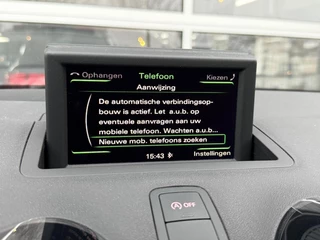 Ophangen Telefoon Kiezen
Aanwijzing
De automatische verbindingsop-
bouw is actief. Let a.u.b. op
eventuele aanvragen aan uw
mobiele telefoon. Wachten a.u.b...
Nieuwe mob. telefoons zoeken
15:43 Instellingen
OFF